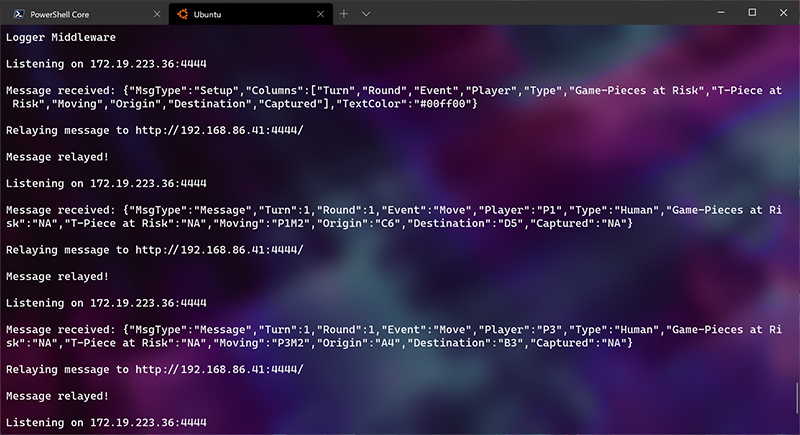 PowerShell Core
Ubuntu
Logger Middleware
Listening on 172.19.223.36:4444
Message received: {"MsgType":"Setup","Columns":["Turn","Round","Event","Player","Type","Game-Pieces at Risk","T-Piece at
 Risk","Moving","Origin","Destination","Captured"],"TextColor":"#00ff00"}
Relaying message to http://192.168.86.41:4444/
Message relayed!
Listening on 172.19.223.36:4444
Message received: {"MsgType":"Message","Turn":1,"Round":1,"Event":"Move","Player":"P1","Type":"Human","Game-Pieces at Ri
sk":"NA","T-Piece at Risk":"NA","Moving":"P1M2","Origin":"C6","Destination":"D5","Captured":"NA"}
Relaying message to http://192.168.86.41:4444/
Message relayed!
Listening on 172.19.223.36:4444
Message received: {"MsgType":"Message","Turn":1,"Round":1,"Event":"Move","Player":"P3","Type":"Human","Game-Pieces at Ri
sk":"NA","T-Piece at Risk":"NA","Moving":"P3M2","Origin":"A4","Destination":"B3","Captured":"NA"}
Relaying message to http://192.168.86.41:4444/
Message relayed!
Listening on 172.19.223.36:4444